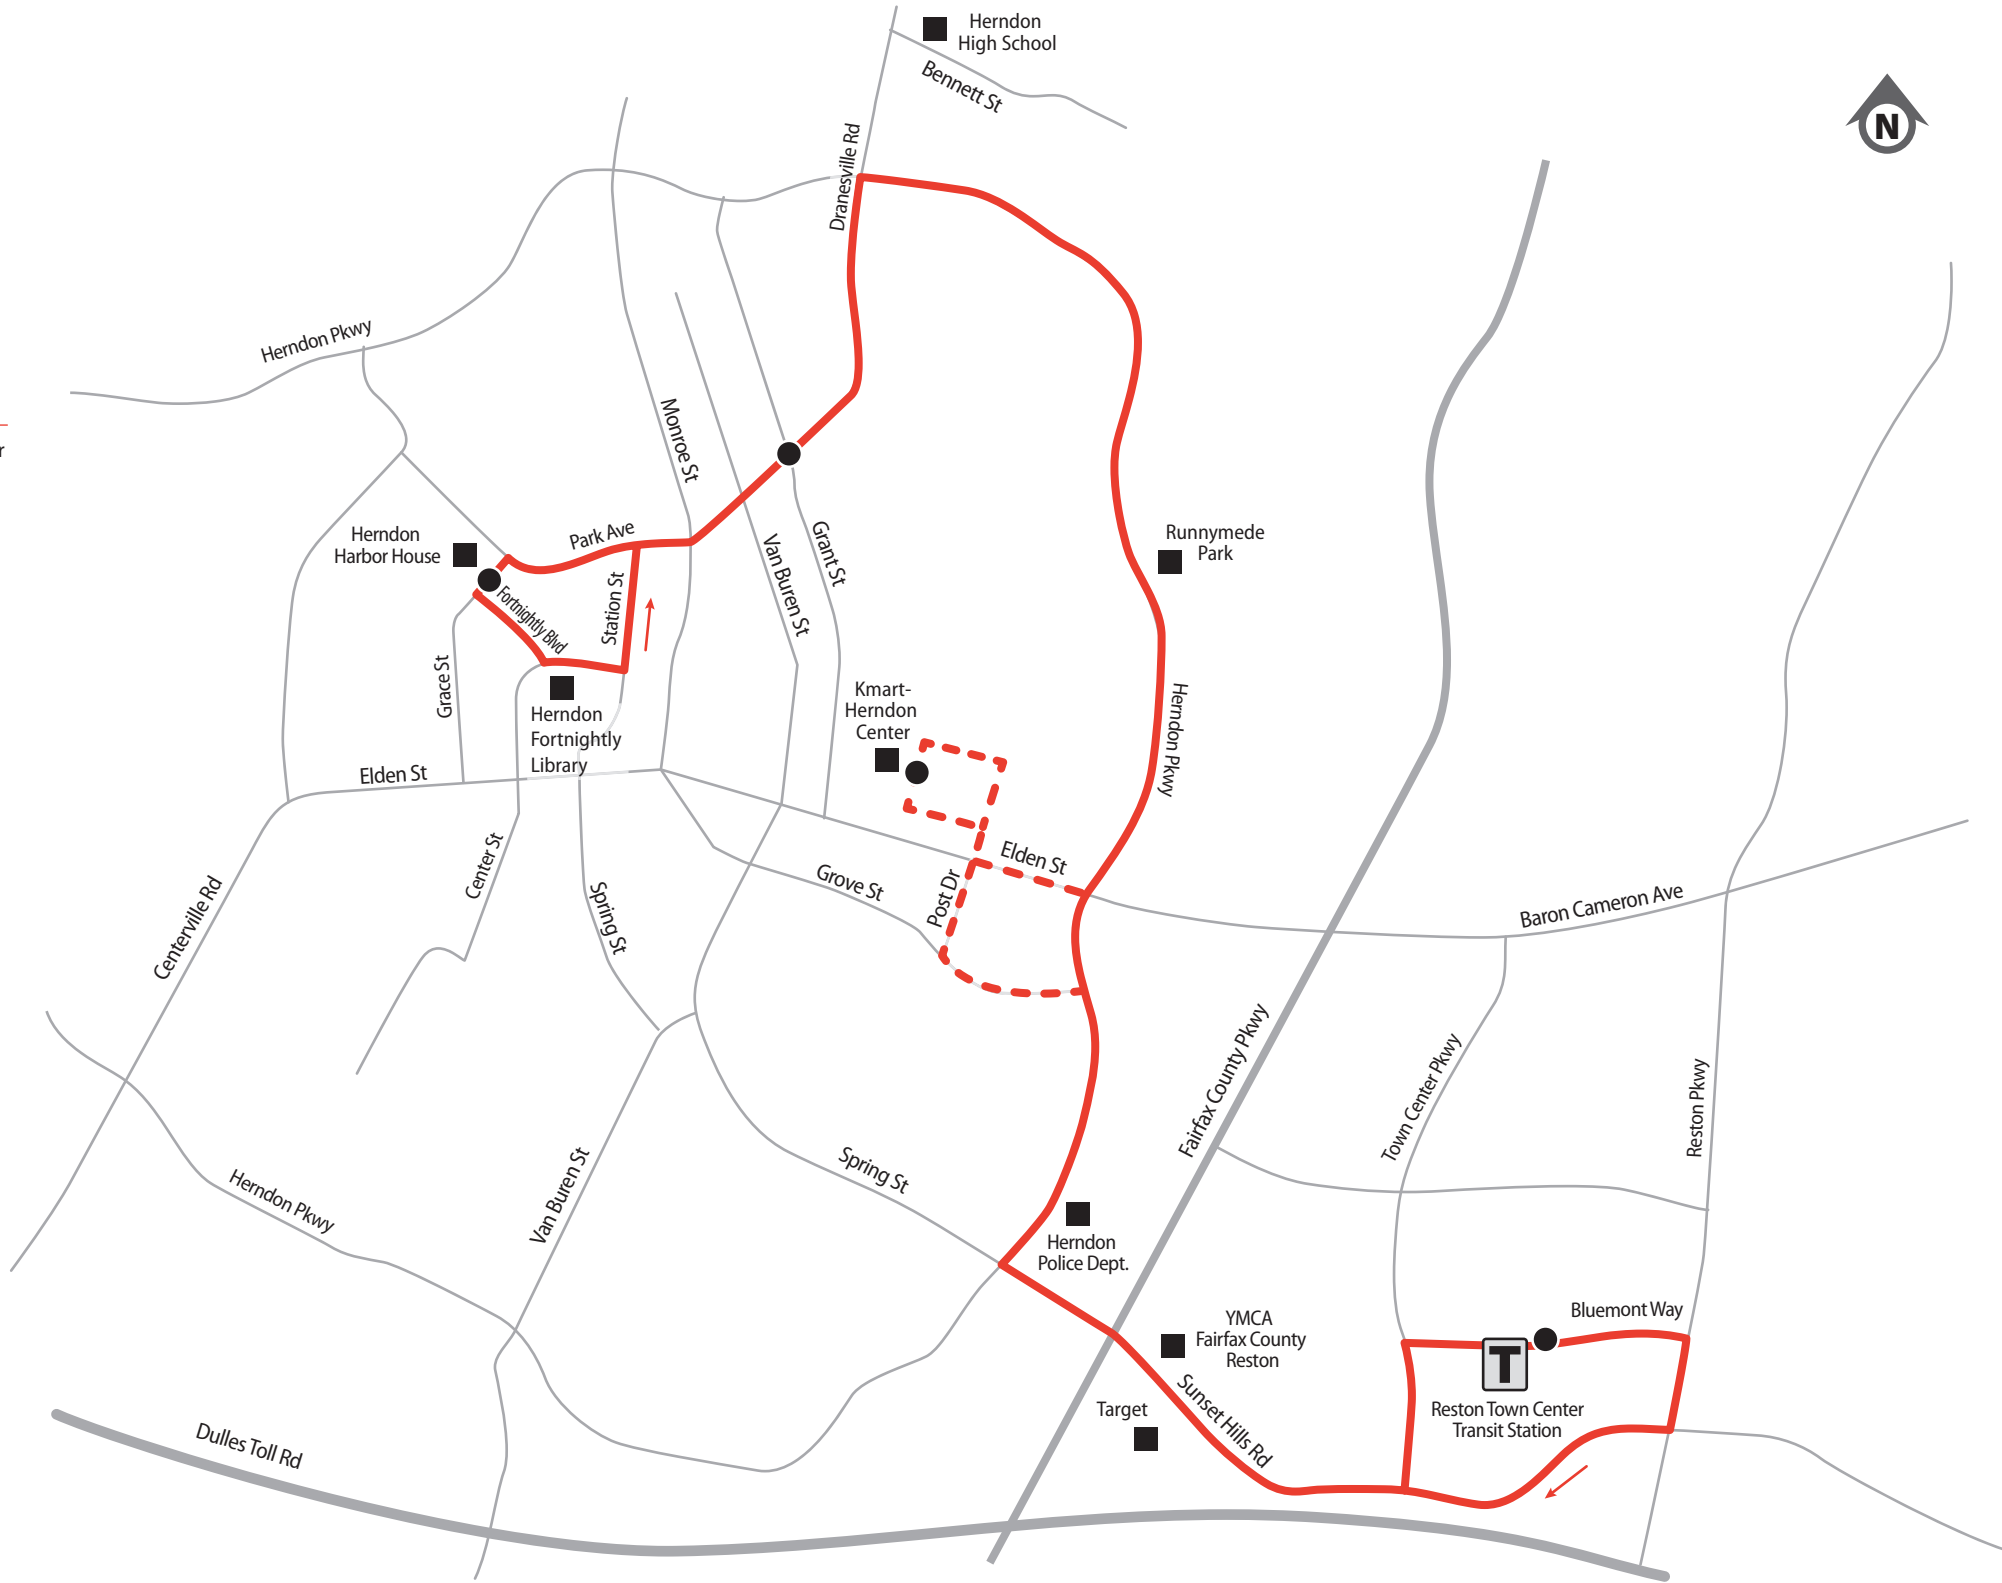 Herndon
High School
Bennett St
N
Dranesville Rd
Herndon Pkwy
r
Monroe St
Herndon
Harbor House
Park Ave
Fortnightly Blvd
Station St
Van Buren St
Grant St
Runnymede
Park
Grace St
Herndon
Fortnightly
Library
Kmart-
Herndon
Center
Herndon Pkwy
Elden St
Elden St
Center St
Spring St
Grove St
Post Dr
Baron Cameron Ave
Centerville Rd
Fairfax County Pkwy
Town Center Pkwy
Reston Pkwy
Herndon Pkwy
Van Buren St
Spring St
Herndon
Police Dept.
YMCA
Fairfax County
Reston
Bluemont Way
T
Reston Town Center
Transit Station
Target
Sunset Hills Rd
Dulles Toll Rd